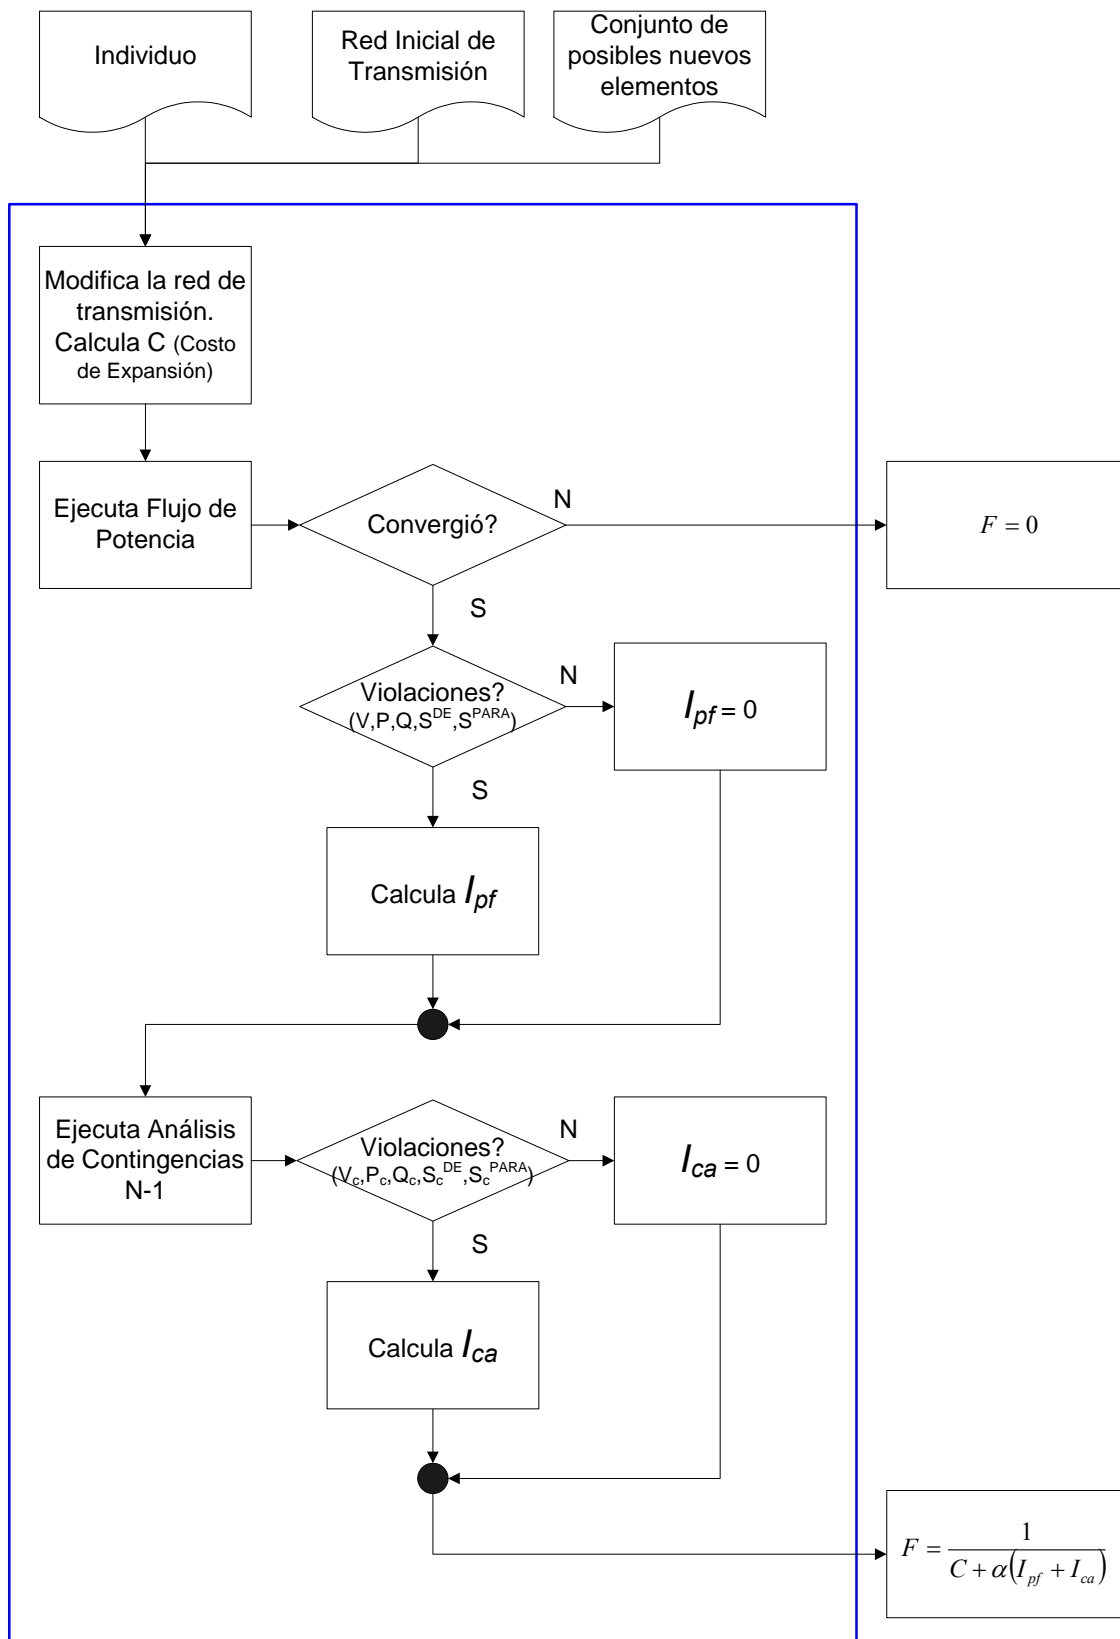 Individuo
Red Inicial de
Transmisión
Conjunto de
posibles nuevos
elementos
Modifica la red de
transmisión.
Calcula C (Costo
de Expansión)
Ejecuta Flujo de
Potencia
Convergió?
N
F = 0
S
Violaciones?
(V,P,Q,S^DE,S^PARA)
N
I_pf = 0
S
Calcula I_pf
Ejecuta Análisis
de Contingencias
N-1
Violaciones?
(V_c,P_c,Q_c,S_c^DE,S_c^PARA)
N
I_ca = 0
S
Calcula I_ca
F = 1 / (C + α(I_pf + I_ca))